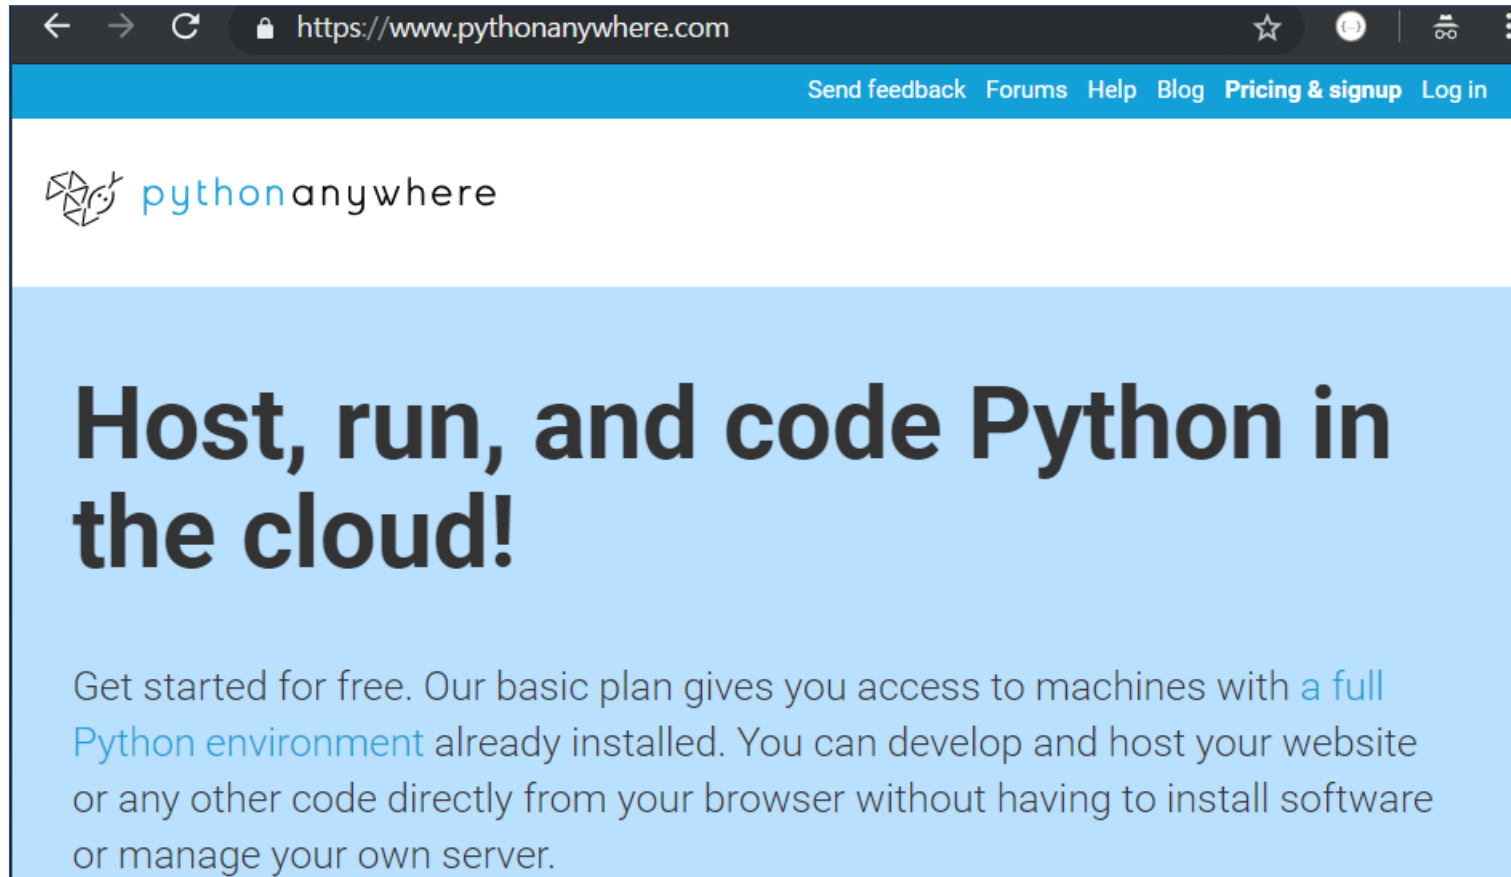 https://www.pythonanywhere.com
Send feedback Forums Help Blog Pricing & signup Log in
pythonanywhere
Host, run, and code Python in
the cloud!
Get started for free. Our basic plan gives you access to machines with a full
Python environment already installed. You can develop and host your website
or any other code directly from your browser without having to install software
or manage your own server.